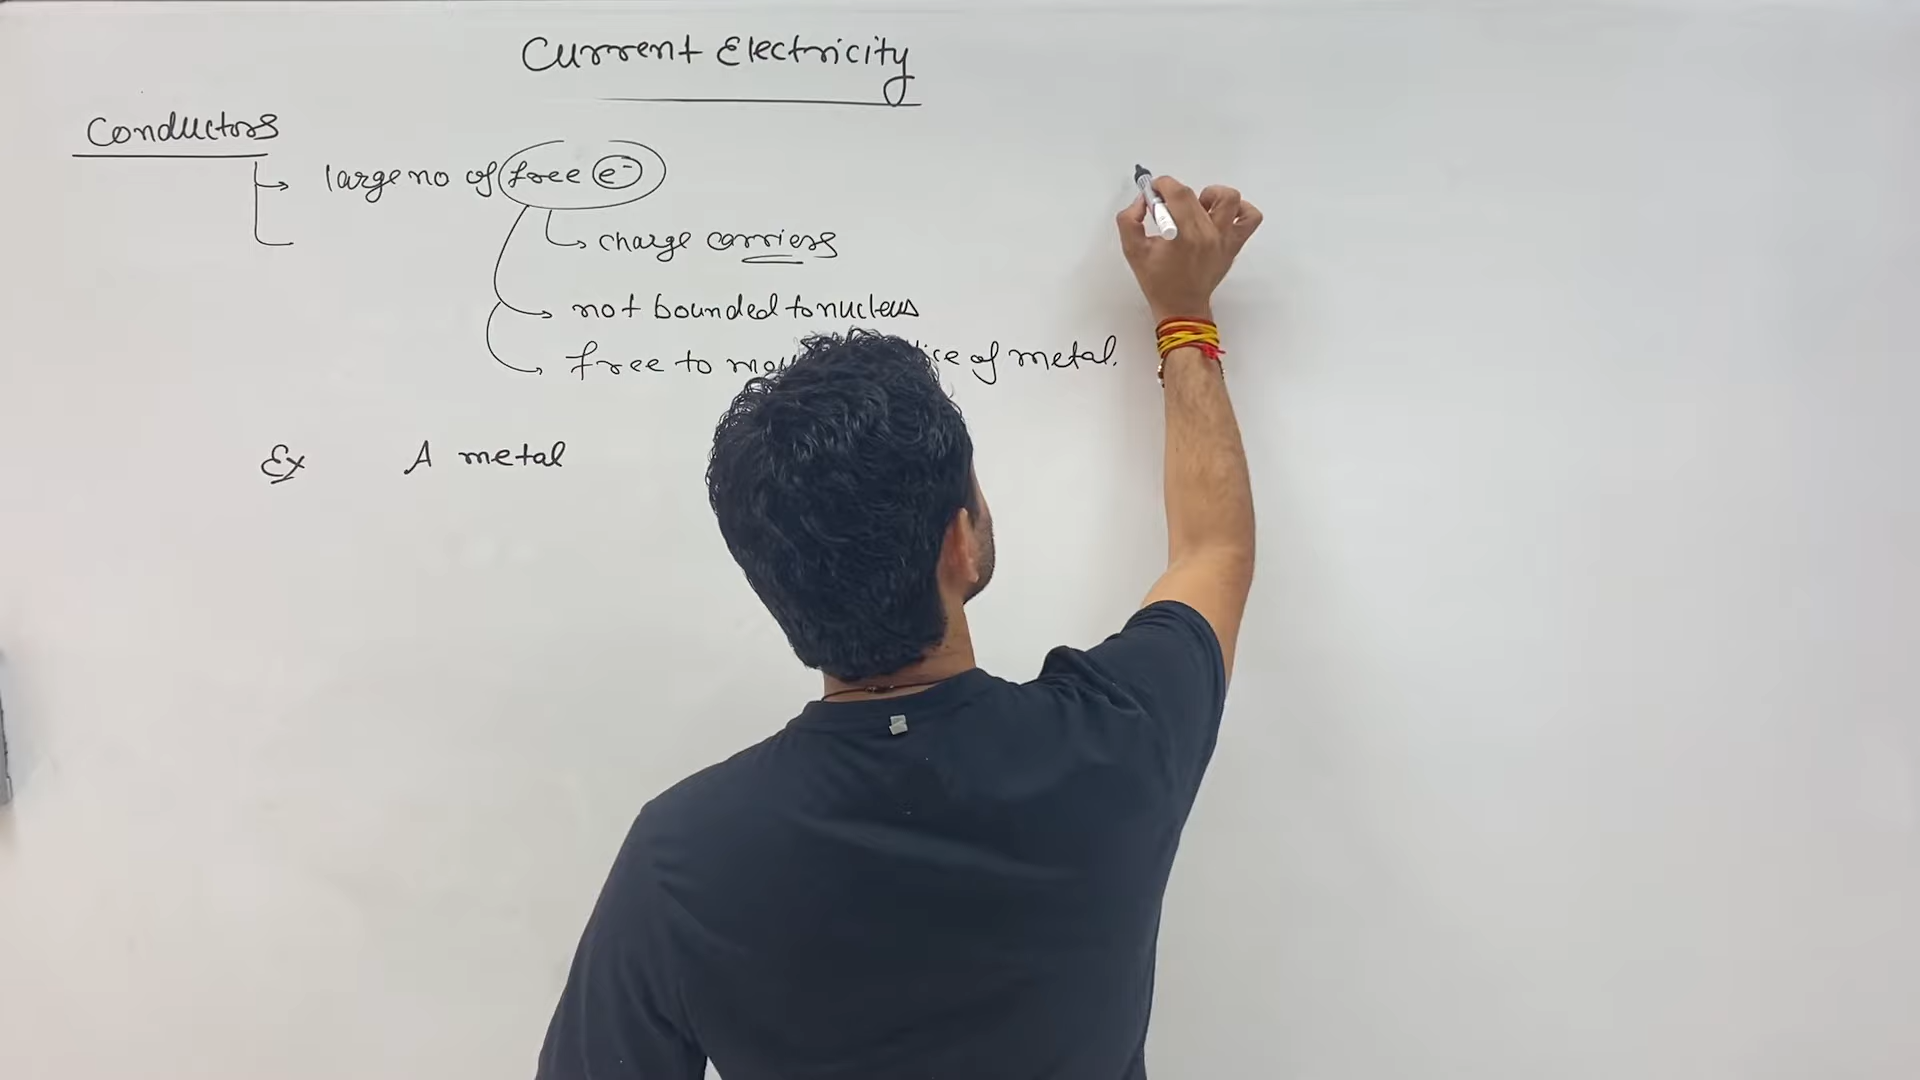 Current Electricity
Conductors
large no of free e⁻
charge carriers
not bounded to nucleus
free to of metal.
Ex A metal